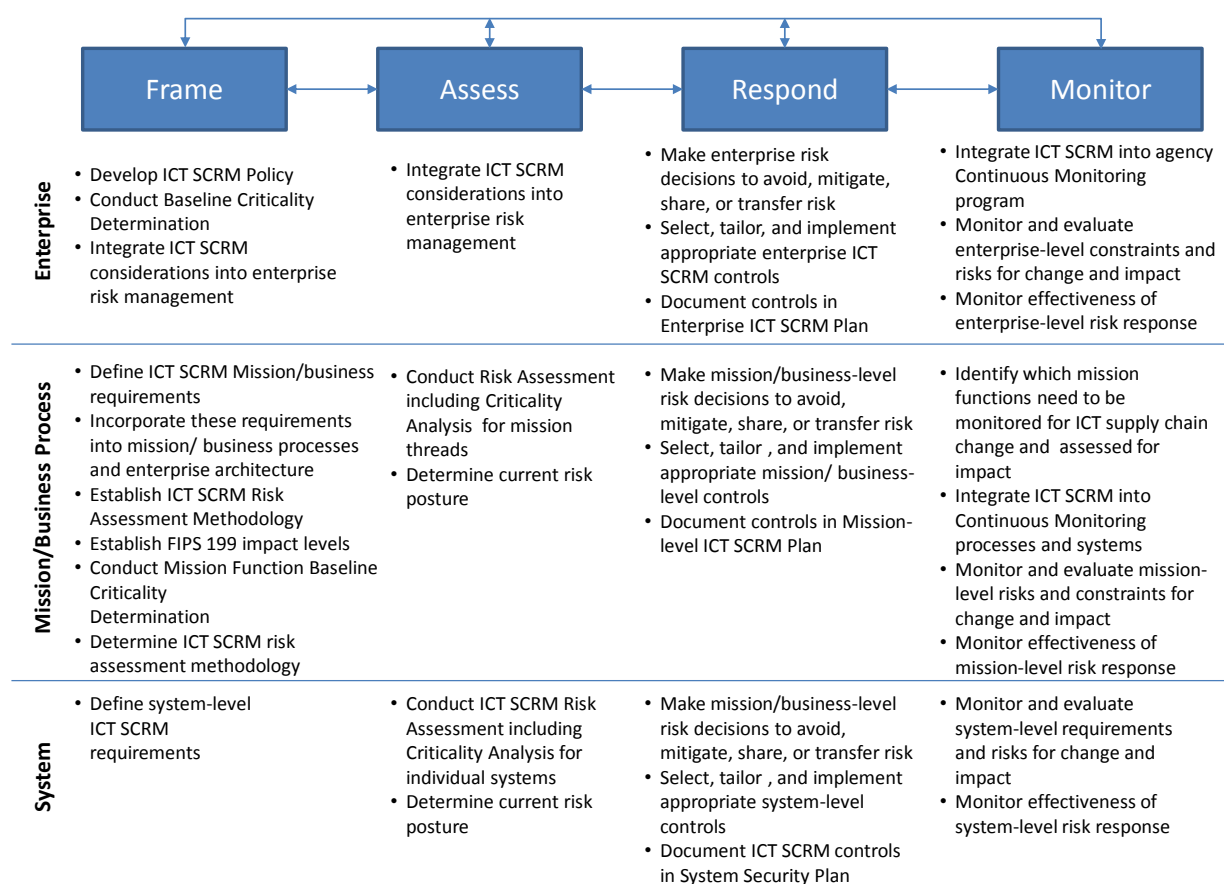 Frame
Assess
Respond
Monitor
Enterprise
• Develop ICT SCRM Policy
• Conduct Baseline Criticality
Determination
• Integrate ICT SCRM
considerations into enterprise
risk management
• Integrate ICT SCRM
considerations into
enterprise risk
management
• Make enterprise risk
decisions to avoid, mitigate,
share, or transfer risk
• Select, tailor, and implement
appropriate enterprise ICT
SCRM controls
• Document controls in
Enterprise ICT SCRM Plan
• Integrate ICT SCRM into agency
Continuous Monitoring
program
• Monitor and evaluate
enterprise-level constraints and
risks for change and impact
• Monitor effectiveness of
enterprise-level risk response
Mission/Business Process
• Define ICT SCRM Mission/business
requirements
• Incorporate these requirements
into mission/ business processes
and enterprise architecture
• Establish ICT SCRM Risk
Assessment Methodology
• Establish FIPS 199 impact levels
• Conduct Mission Function Baseline
Criticality
Determination
• Determine ICT SCRM risk
assessment methodology
• Conduct Risk Assessment
including Criticality
Analysis for mission
threads
• Determine current risk
posture
• Make mission/business-level
risk decisions to avoid,
mitigate, share, or transfer risk
• Select, tailor , and implement
appropriate mission/ business-
level controls
• Document controls in Mission-
level ICT SCRM Plan
• Identify which mission
functions need to be
monitored for ICT supply chain
change and assessed for
impact
• Integrate ICT SCRM into
Continuous Monitoring
processes and systems
• Monitor and evaluate mission-
level risks and constraints for
change and impact
• Monitor effectiveness of
mission-level risk response
System
• Define system-level
ICT SCRM
requirements
• Conduct ICT SCRM Risk
Assessment including
Criticality Analysis for
individual systems
• Determine current risk
posture
• Make mission/business-level
risk decisions to avoid,
mitigate, share, or transfer risk
• Select, tailor , and implement
appropriate system-level
controls
• Document ICT SCRM controls
in System Security Plan
• Monitor and evaluate
system-level requirements
and risks for change and
impact
• Monitor effectiveness of
system-level risk response